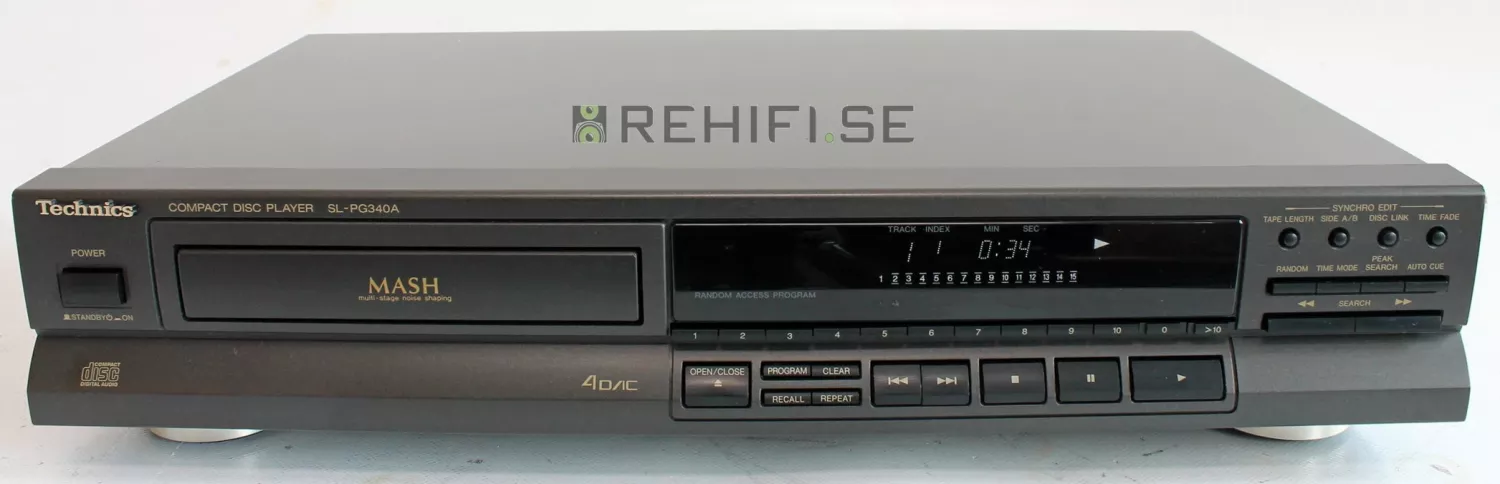 REHIFI.SE
Technics
COMPACT DISC PLAYER SL-PG340A
POWER
STANDBY ON
MASH
multi-stage noise shaping
TRACK INDEX MIN SEC
1 1 0:34
1 2 3 4 5 6 7 8 9 10 11 12 13 14 15
RANDOM ACCESS PROGRAM
1 2 3 4 5 6 7 8 9 10 0 >10
SYNCHRO EDIT
TAPE LENGTH SIDE A/B DISC LINK TIME FADE
RANDOM TIME MODE PEAK SEARCH AUTO CUE
SEARCH
COMPACT
disc
DIGITAL AUDIO
4D/AC
OPEN/CLOSE
PROGRAM CLEAR
RECALL REPEAT